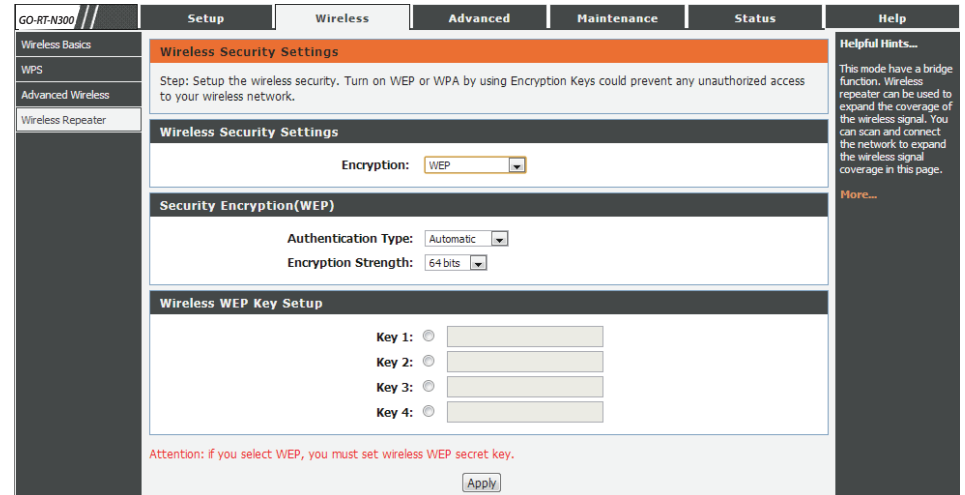 GO-RT-N300
Setup
Wireless
Advanced
Maintenance
Status
Help
Wireless Basics
WPS
Advanced Wireless
Wireless Repeater
Wireless Security Settings
Step: Setup the wireless security. Turn on WEP or WPA by using Encryption Keys could prevent any unauthorized access
to your wireless network.
Wireless Security Settings
Encryption: WEP
Security Encryption(WEP)
Authentication Type: Automatic
Encryption Strength: 64 bits
Wireless WEP Key Setup
Key 1:
Key 2:
Key 3:
Key 4:
Attention: if you select WEP, you must set wireless WEP secret key.
Apply
Helpful Hints...
This mode have a bridge
function. Wireless
repeater can be used to
expand the coverage of
the wireless signal. You
can scan and connect
the network to expand
the wireless signal
coverage in this page.
More...